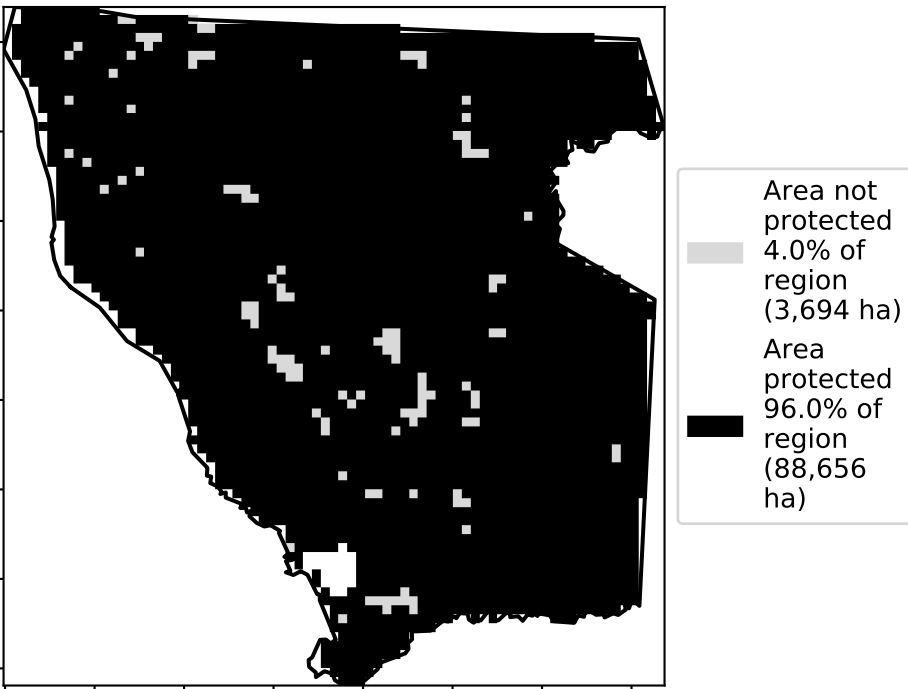 Area not
protected
4.0% of
region
(3,694 ha)
Area
protected
96.0% of
region
(88,656
ha)